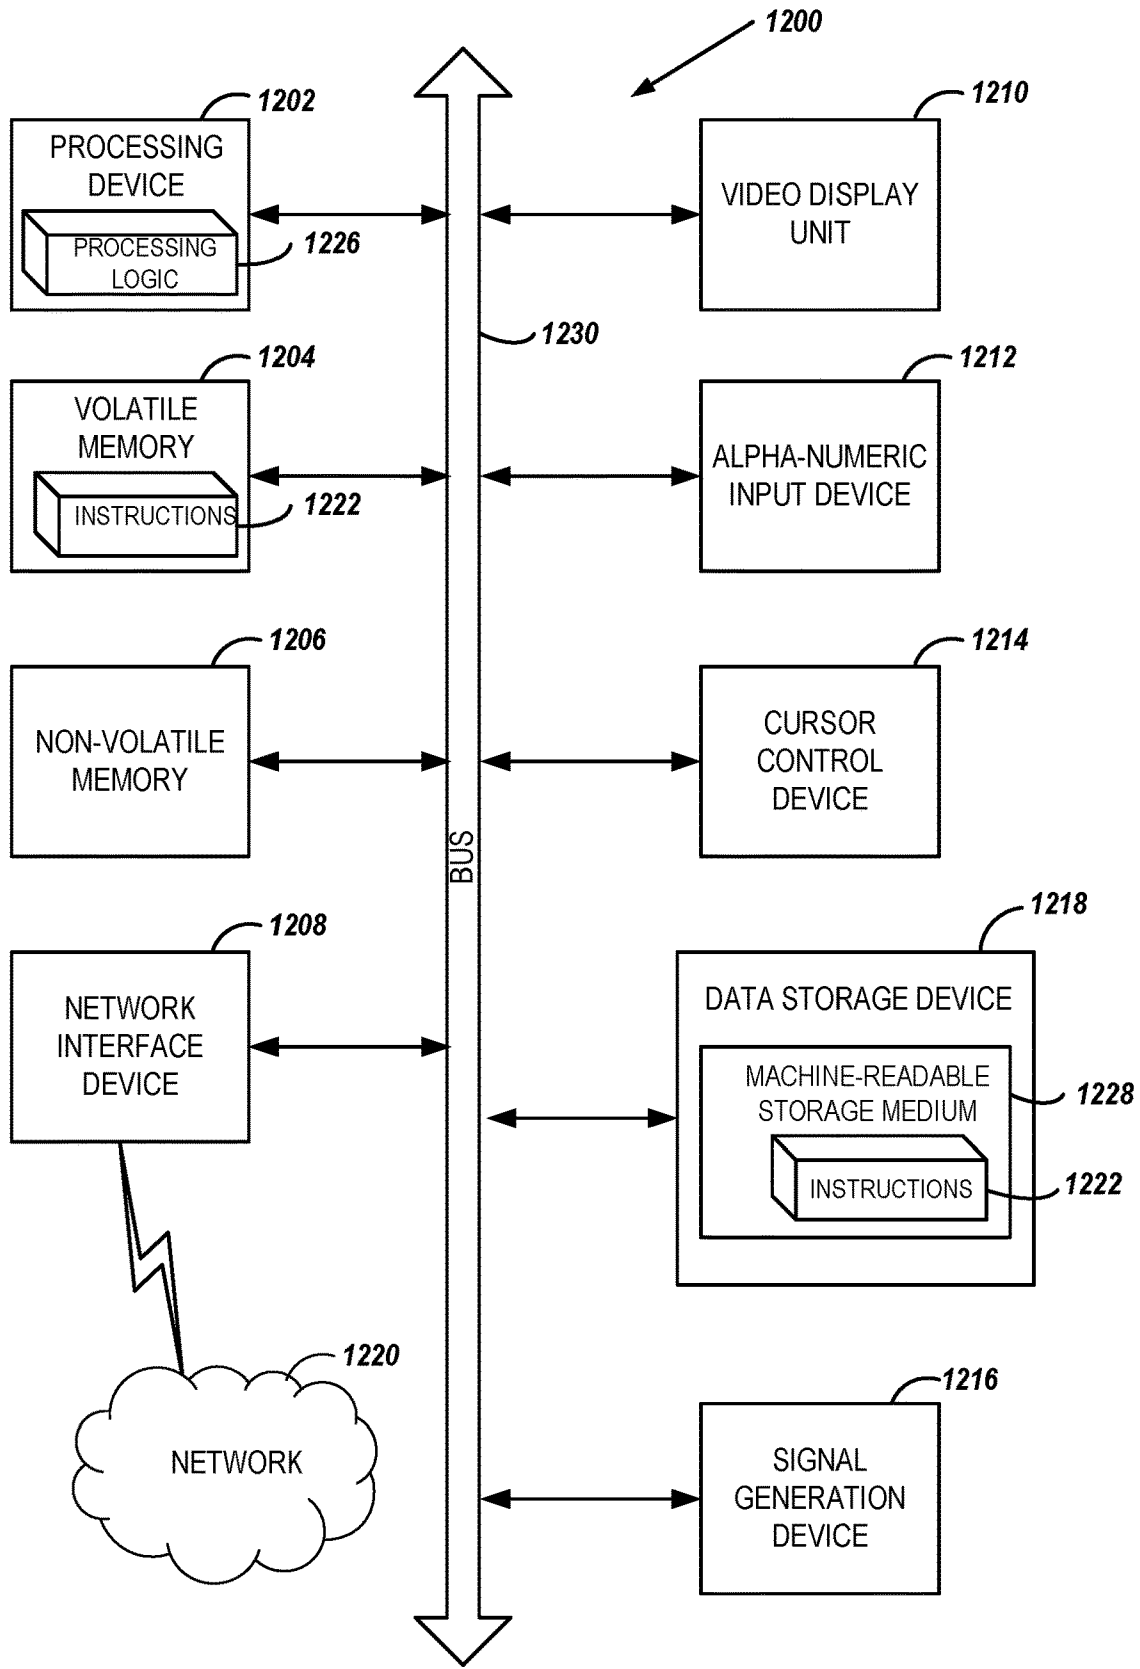 1200
1202
PROCESSING
DEVICE
PROCESSING
LOGIC
1226
1210
VIDEO DISPLAY
UNIT
1230
1204
VOLATILE
MEMORY
INSTRUCTIONS
1222
1212
ALPHA-NUMERIC
INPUT DEVICE
1206
NON-VOLATILE
MEMORY
1214
CURSOR
CONTROL
DEVICE
BUS
1208
NETWORK
INTERFACE
DEVICE
1218
DATA STORAGE DEVICE
MACHINE-READABLE
STORAGE MEDIUM
1228
INSTRUCTIONS
1222
1220
NETWORK
1216
SIGNAL
GENERATION
DEVICE